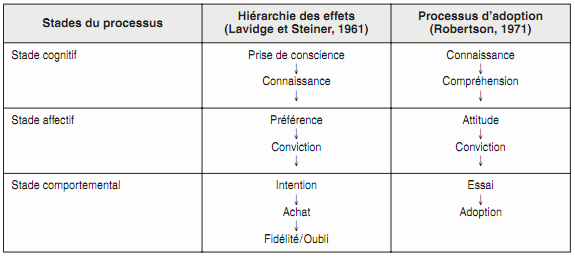 Stades du processus
Hiérarchie des effets
(Lavidge et Steiner, 1961)
Processus d'adoption
(Robertson, 1971)
Stade cognitif
Prise de conscience
↓
Connaissance
↓
Connaissance
↓
Compréhension
↓
Stade affectif
Préférence
↓
Conviction
↓
Attitude
↓
Conviction
↓
Stade comportemental
Intention
↓
Achat
↓
Fidélité/Oubli
Essai
↓
Adoption